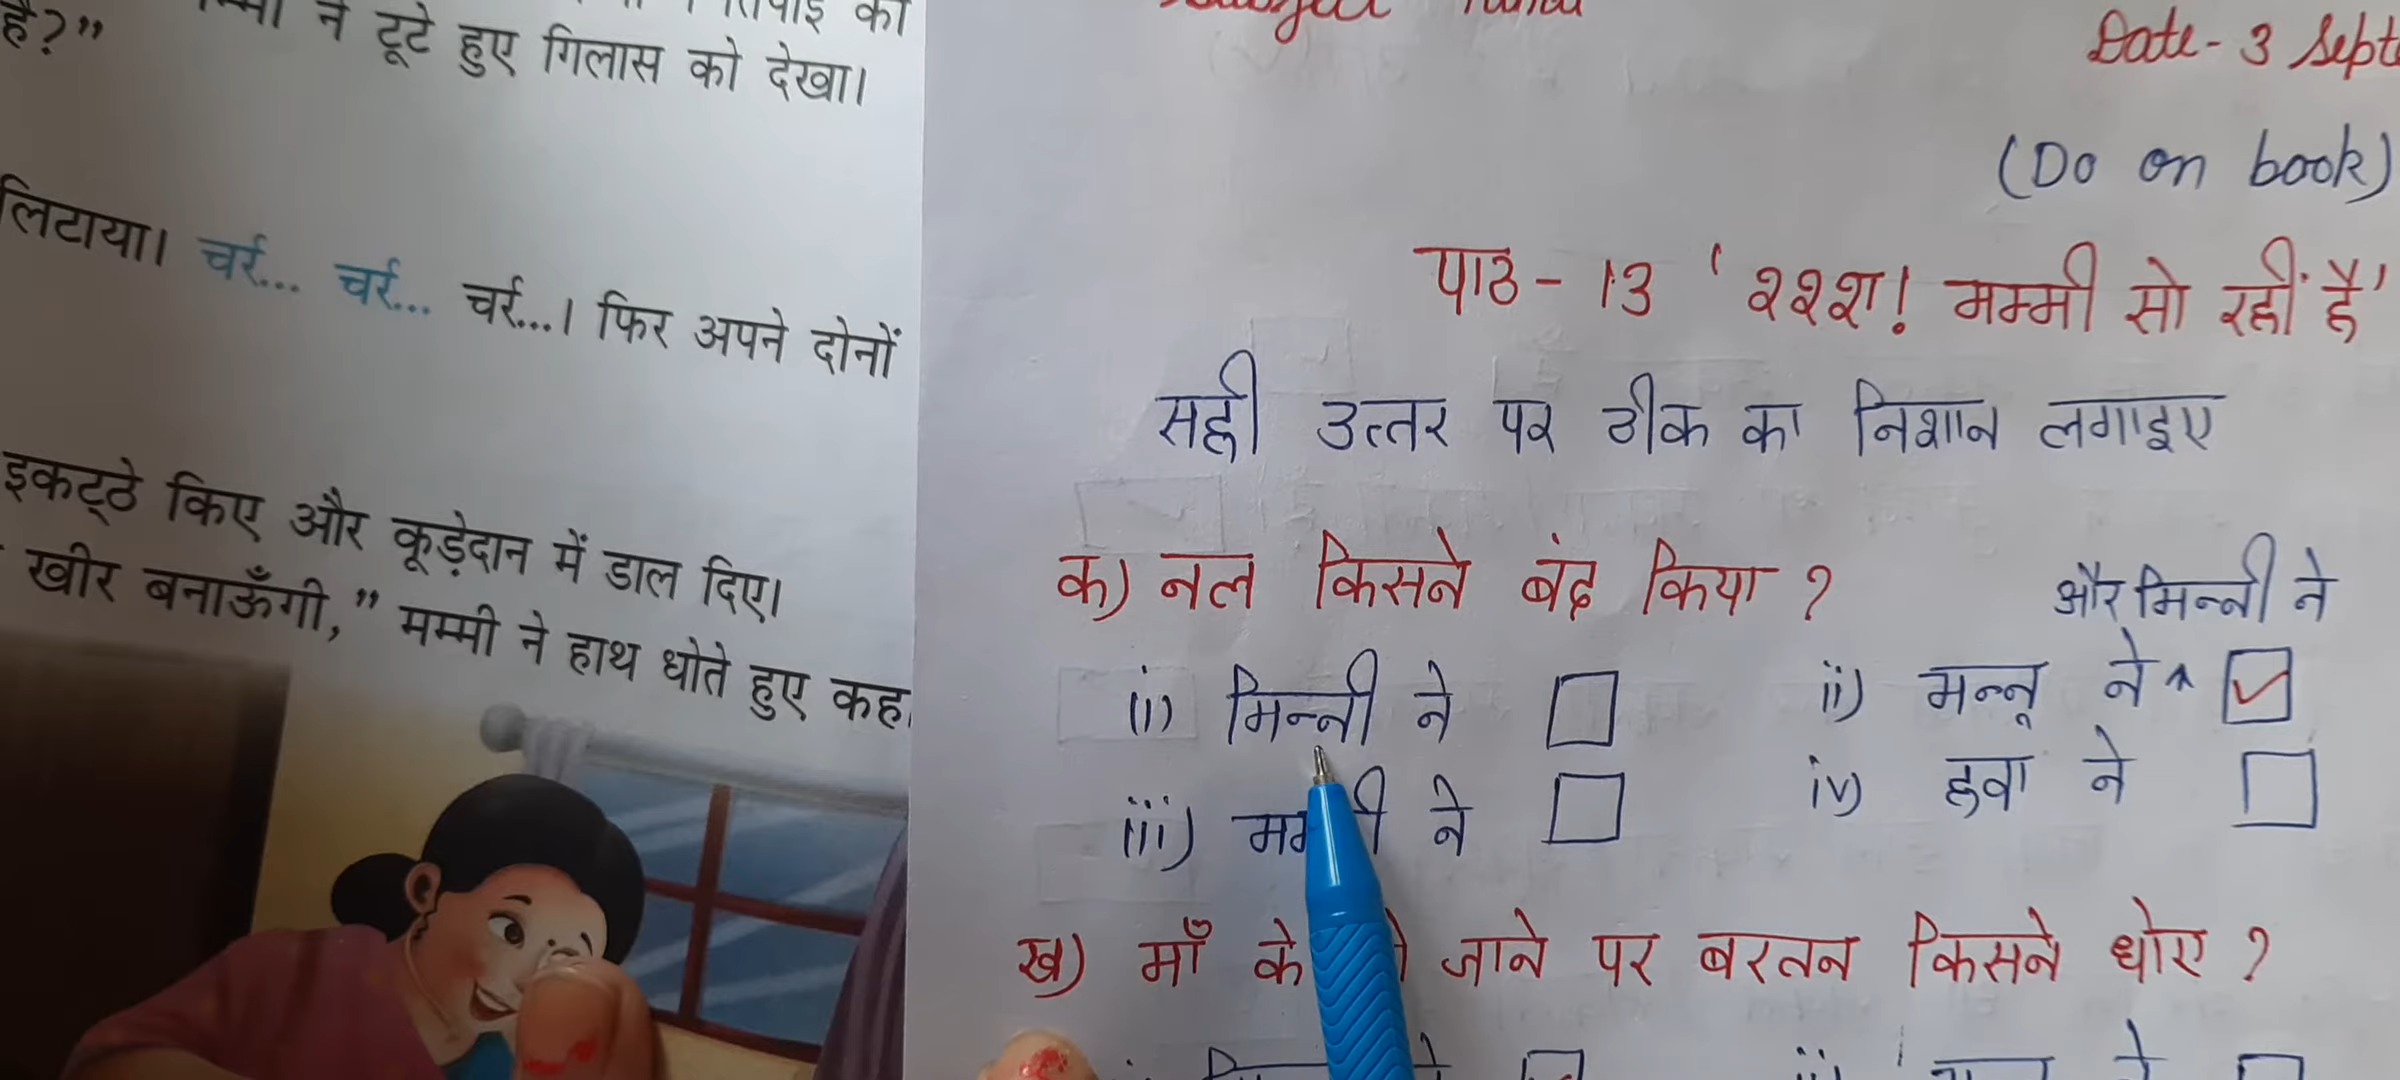 ने टूटे हुए गिलास को देखा।
है?”
लिटाया। चर्र... चर्र... चर्र...। फिर अपने दोनों
इकट्ठे किए और कूड़ेदान में डाल दिए।
खीर बनाऊँगी,” मम्मी ने हाथ धोते हुए कहा
Date - 3 Sept
(Do on book)
पाठ - 13 ' श्श्श! मम्मी सो रहीं है'
सही उत्तर पर ठीक का निशान लगाइए
क) नल किसने बंद किया ?
और मिन्नी ने
(i) मिन्नी ने ii) मन्नू ने ^
iii) ने iv) हवा ने
ख) माँ के जाने पर बरतन किसने धोए ?